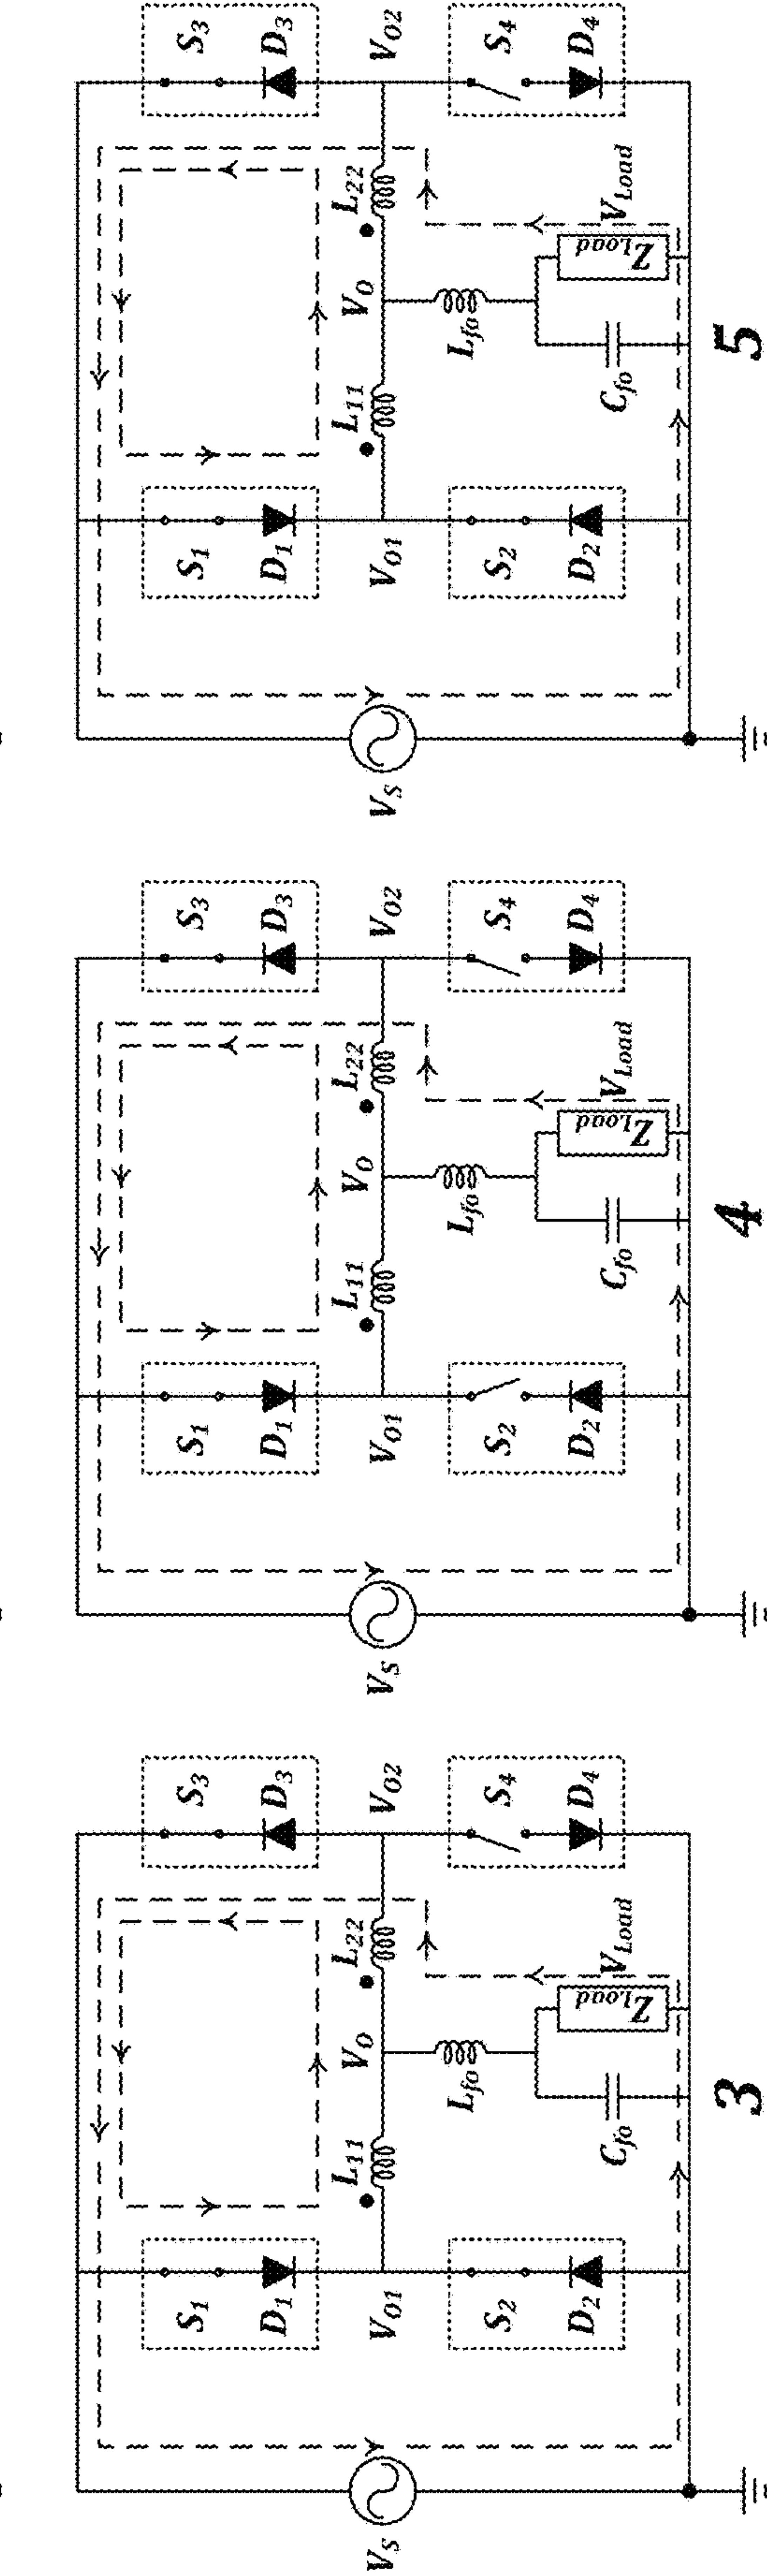 S3
D3
VO2
S4
D4
L22
VO
L11
Lfo
VLoad
ZLoad
Cfo
S1
D1
VO1
S2
D2
VS
5
S3
D3
VO2
S4
D4
L22
VO
L11
Lfo
VLoad
ZLoad
Cfo
S1
D1
VO1
S2
D2
VS
4
S3
D3
VO2
S4
D4
L22
VO
L11
Lfo
VLoad
ZLoad
Cfo
S1
D1
VO1
S2
D2
VS
3